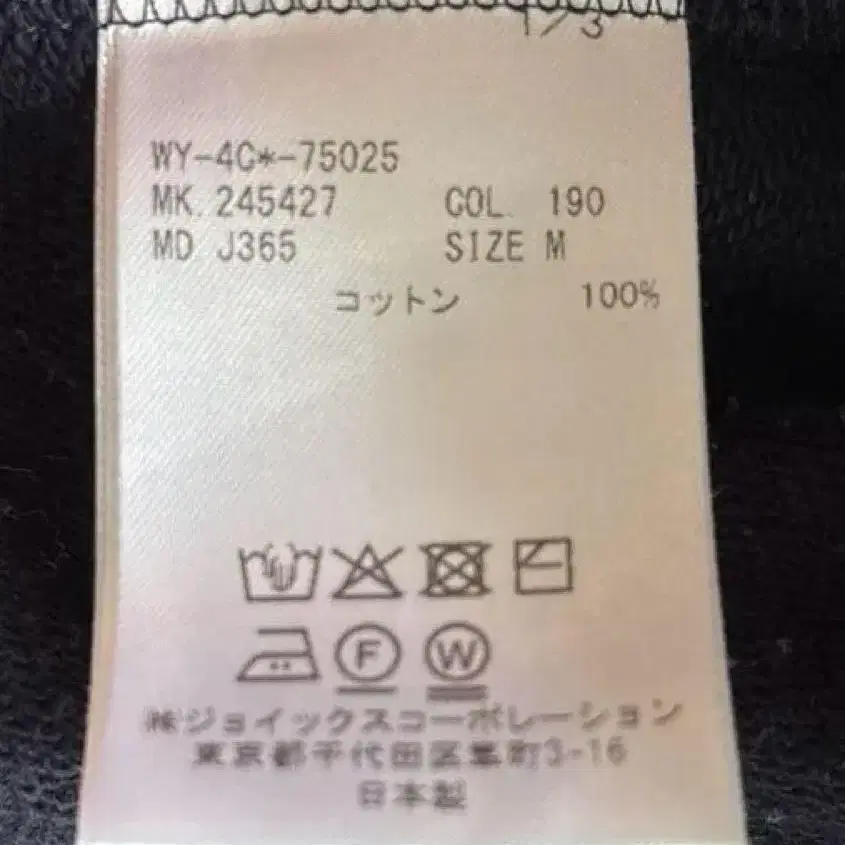 1/3
WY-4C*-75025
MK. 245427 COL. 190
MD J365 SIZE M
コットン 100%
F W
㈱ジョイックスコーポレーション
東京都千代田区隼町3-16
日本製